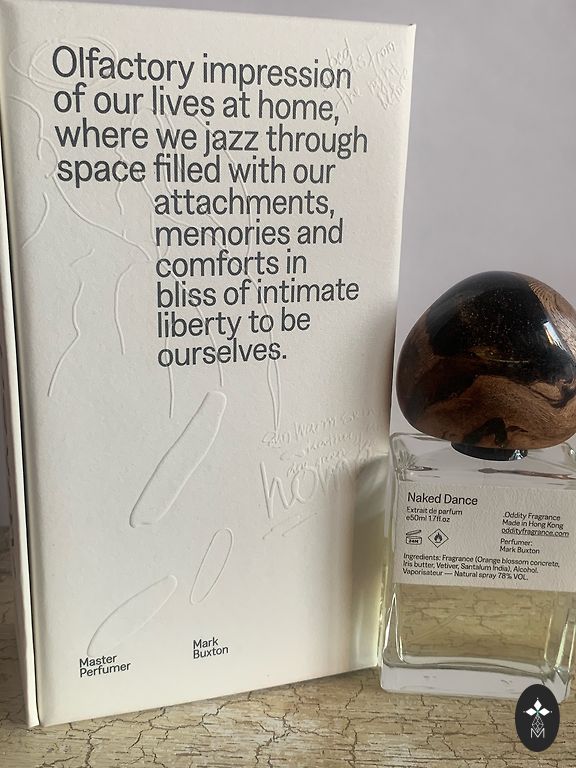 Olfactory impression
of our lives at home,
where we jazz through
space filled with our
attachments,
memories and
comforts in
bliss of intimate
liberty to be
ourselves.
Master
Perfumer
Mark
Buxton
Naked Dance
Extrait de parfum
e50ml 1.7fl.oz
24M
Oddity Fragrance
Made in Hong Kong
oddityfragrance.com
Perfumer:
Mark Buxton
Ingredients: Fragrance (Orange blossom concrete,
Iris butter, Vetiver, Santalum India), Alcohol.
Vaporisateur — Natural spray 78% VOL.
M